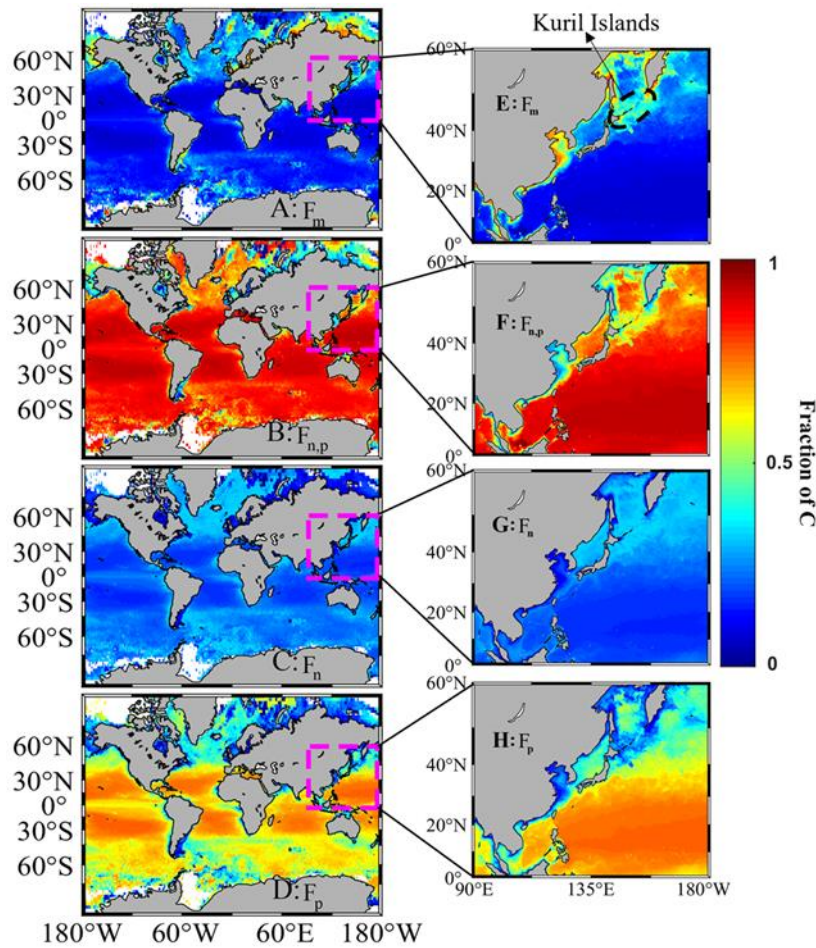 Kuril Islands
60°N
30°N
0°
30°S
60°S
A: Fm
60°N
40°N
20°N
0°
E: Fm
60°N
30°N
0°
30°S
60°S
B: Fn,p
60°N
40°N
20°N
0°
F: Fn,p
60°N
30°N
0°
30°S
60°S
C: Fn
60°N
40°N
20°N
0°
G: Fn
60°N
30°N
0°
30°S
60°S
D: Fp
180°W 60°W 60°E 180°W
60°N
40°N
20°N
0°
H: Fp
90°E 135°E 180°W
1
0.5
0
Fraction of C